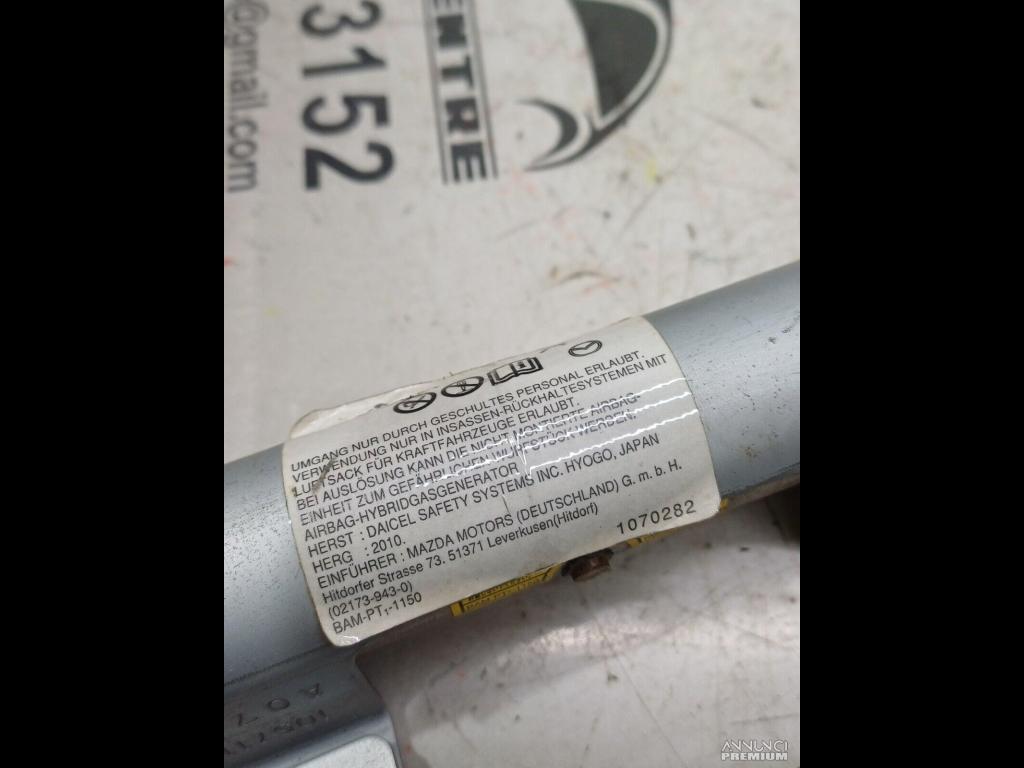 @gmail.com
3152
ENTRE
UMGANG NUR DURCH GESCHULTES PERSONAL ERLAUBT.
VERWENDUNG NUR IN INSASSEN-RÜCKHALTESYSTEMEN MIT
LUFTSACK FÜR KRAFTFAHRZEUGE ERLAUBT.
BEI AUSLÖSUNG KANN DIE NICHT MONTIERTE AIRBAG-
EINHEIT ZUM GEFÄHRLICHEN WURFSTÜCK WERDEN.
AIRBAG-HYBRIDGASGENERATOR
HERST : DAICEL SAFETY SYSTEMS INC. HYOGO, JAPAN
HERG : 2010.
EINFÜHRER : MAZDA MOTORS (DEUTSCHLAND) G. m. b. H.
Hitdorfer Strasse 73. 51371 Leverkusen(Hitdorf)
(02173-943-0)
BAM-PT₁-1150
1070282
A07
ANNUNCI
PREMIUM